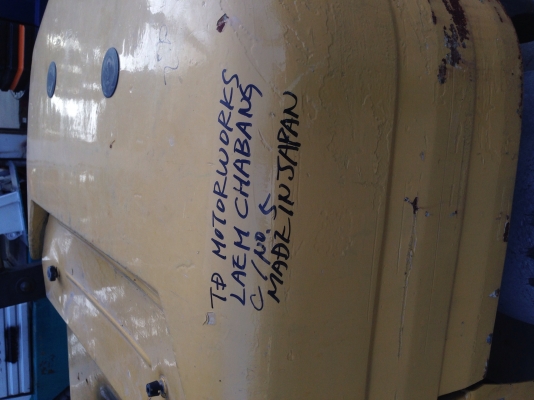 TD MOTORWORKS
LAEM CHABANG
C/NO. 5
MADE IN JAPAN